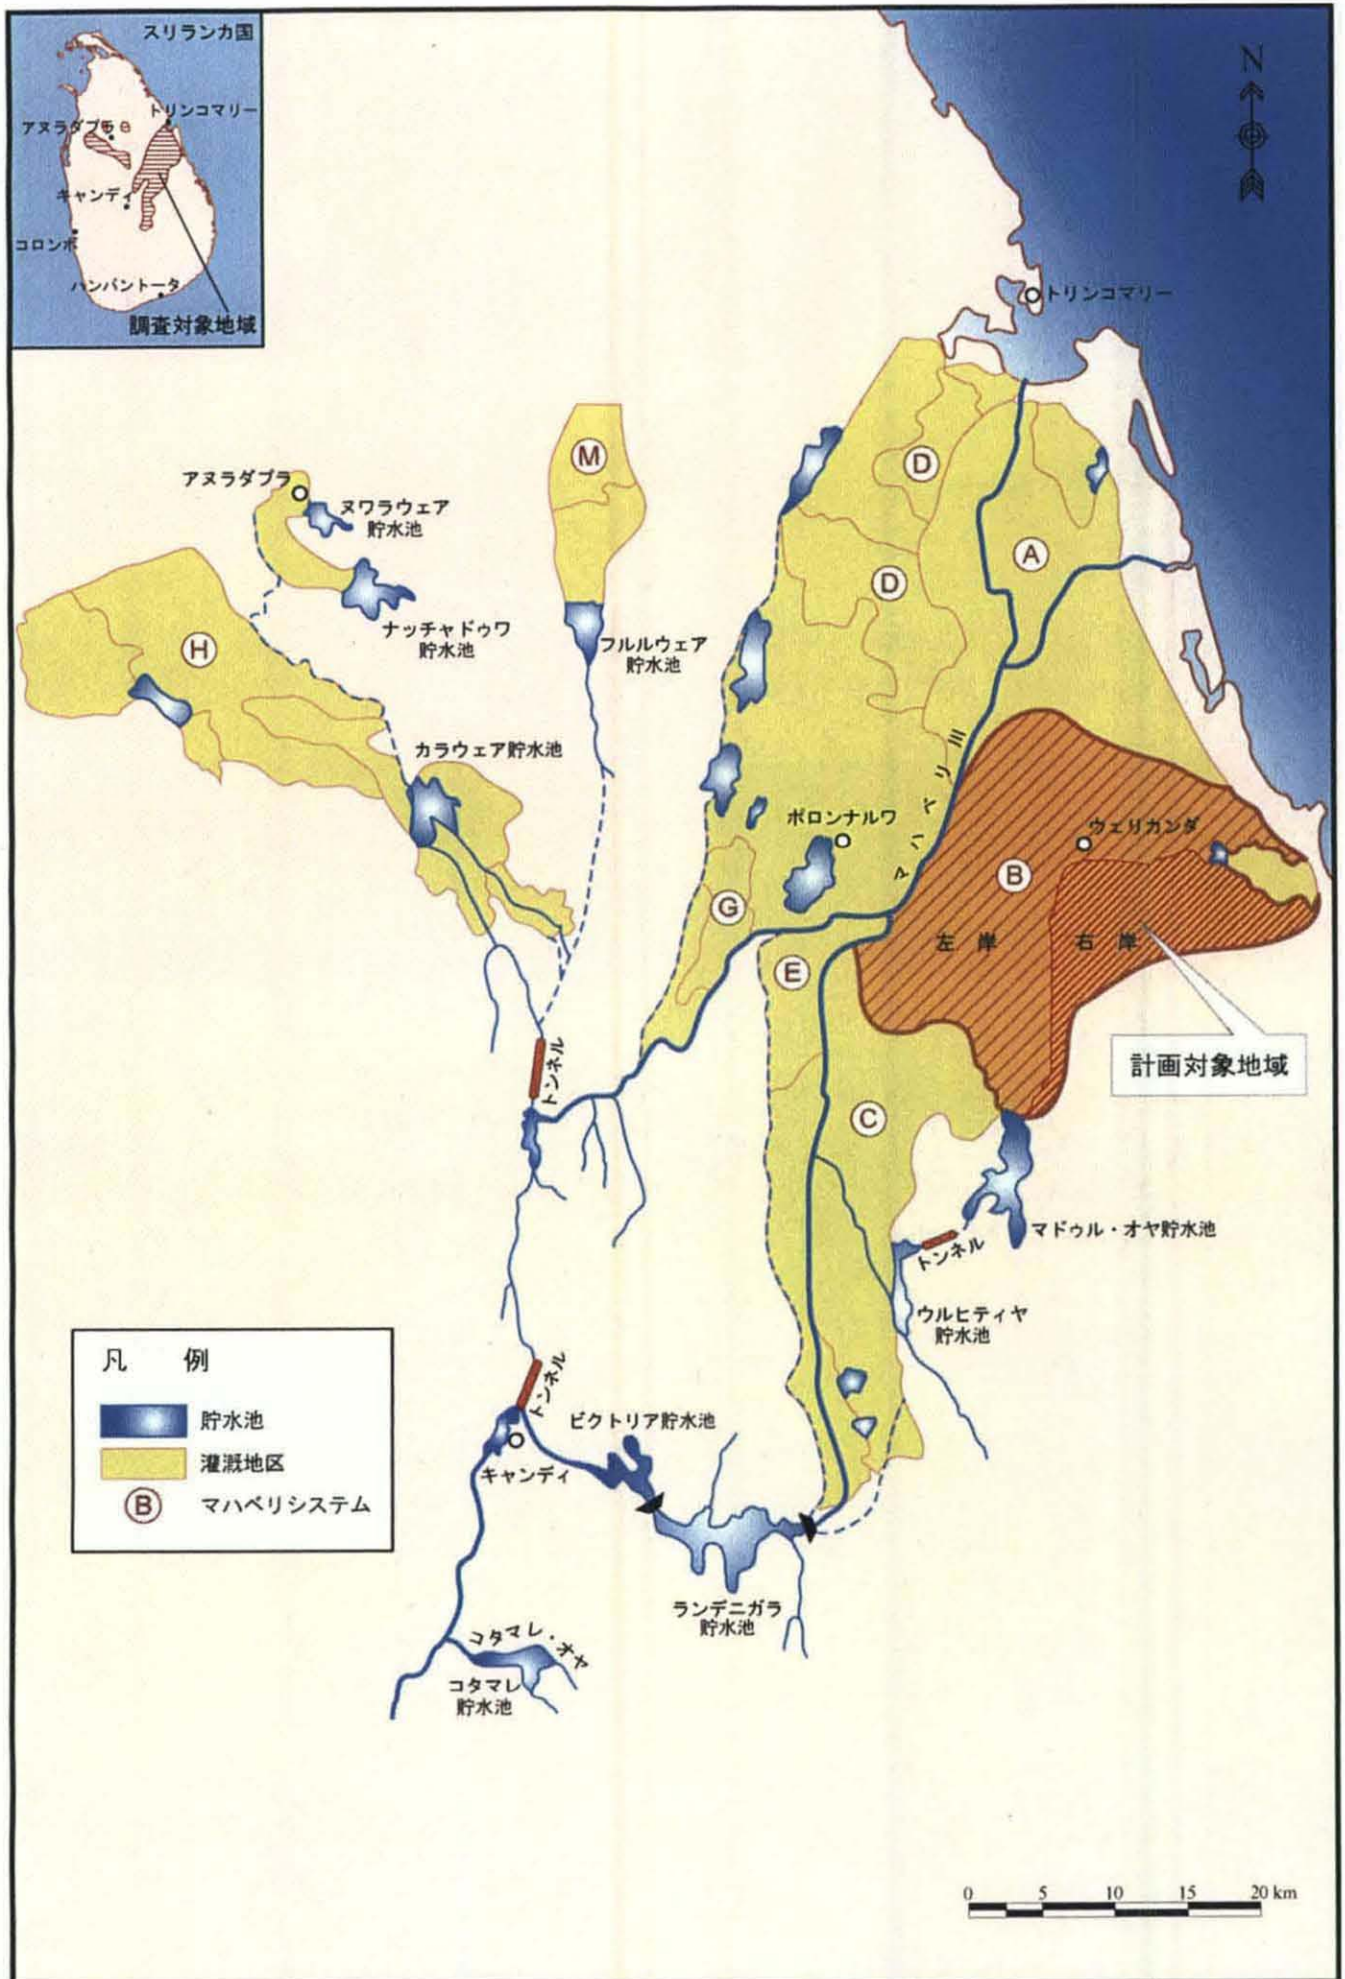 スリランカ国
トリンコマリー
アヌラダプラ
キャンディ
コロンボ
ハンバントータ
調査対象地域
N
トリンコマリー
D
M
アヌラダプラ
ヌワラウェア
貯水池
A
D
ナッチャドゥワ
貯水池
H
フルルウェア
貯水池
カラウェア貯水池
マハベリ川
ポロンナルワ
ウェリカンダ
B
G
左岸
右岸
E
計画対象地域
トンネル
C
マドゥル・オヤ貯水池
トンネル
ウルヒティヤ
貯水池
凡例
貯水池
灌漑地区
B マハベリシステム
トンネル
ビクトリア貯水池
キャンディ
ランデニガラ
貯水池
コタマレ・オヤ
コタマレ
貯水池
0 5 10 15 20 km